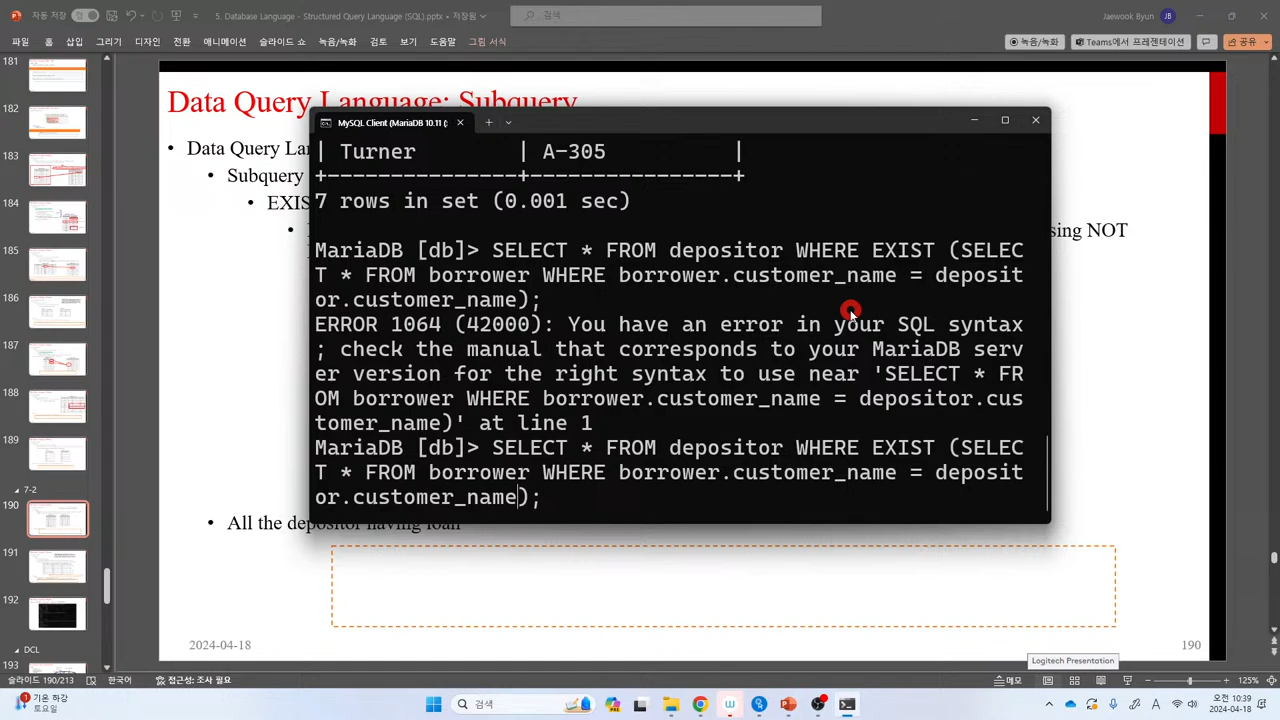 자동 저장
5. Database Language - Structured Query Language (SQL).pptx • 저장됨
Jaewook Byun
JB
파일
홈
삽입
그리기
디자인
전환
애니메이션
녹음/녹화
검토
보기
도움말
그림 서식
녹음/녹화
Teams에서 프레젠테이션
공유
181
182
184
185
186
187
188
189
7-2
190
191
192
DCL
193
Data Query Language: Subquery
• Data Query Lan
• Subquery
• EXIS
sing NOT
MySQL Client (MariaDB 10.11 (
| Turner | A-305 |
+---------------+---------------+
7 rows in set (0.001 sec)
MariaDB [db]> SELECT * FROM depositor WHERE EXIST (SELEC
T * FROM borrower WHERE borrower.customer_name = deposit
or.customer_name);
ERROR 1064 (42000): You have an error in your SQL syntax
; check the manual that corresponds to your MariaDB serv
er version for the right syntax to use near 'SELECT * FR
OM borrower WHERE borrower.customer_name = depositor.cus
tomer_name)' at line 1
MariaDB [db]> SELECT * FROM depositor WHERE EXIST (SELEC
T * FROM borrower WHERE borrower.customer_name = deposit
or.customer_name);
• All the depositor having loan
2024-04-18
190
Logitech Presentation
슬라이드 190/213
한국어
접근성: 조사 필요
메모
1
기온 하강
토요일
검색
오전 10:39
2024-04-18